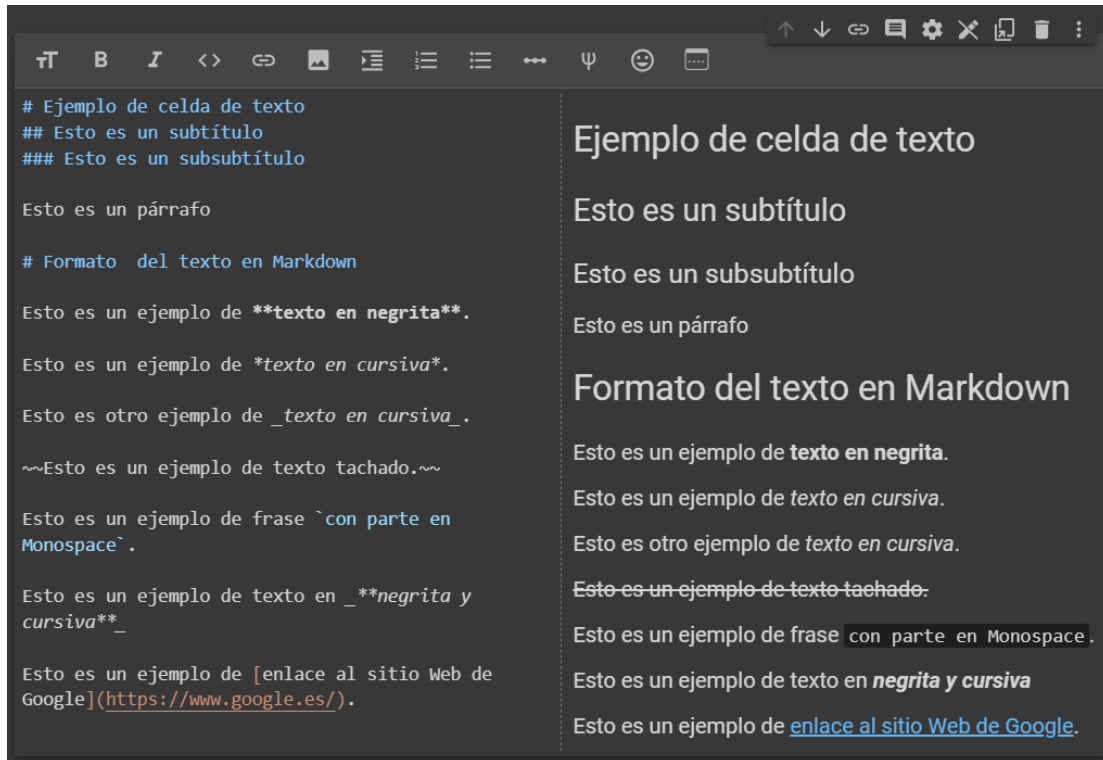 # Ejemplo de celda de texto
## Esto es un subtítulo
### Esto es un subsubtítulo
Esto es un párrafo
# Formato  del texto en Markdown
Esto es un ejemplo de **texto en negrita**.
Esto es un ejemplo de *texto en cursiva*.
Esto es otro ejemplo de _texto en cursiva_.
~~Esto es un ejemplo de texto tachado.~~
Esto es un ejemplo de frase `con parte en
Monospace`.
Esto es un ejemplo de texto en _**negrita y
cursiva**_
Esto es un ejemplo de [enlace al sitio Web de
Google](https://www.google.es/).
Ejemplo de celda de texto
Esto es un subtítulo
Esto es un subsubtítulo
Esto es un párrafo
Formato del texto en Markdown
Esto es un ejemplo de texto en negrita.
Esto es un ejemplo de texto en cursiva.
Esto es otro ejemplo de texto en cursiva.
Esto es un ejemplo de texto tachado.
Esto es un ejemplo de frase con parte en Monospace.
Esto es un ejemplo de texto en negrita y cursiva
Esto es un ejemplo de enlace al sitio Web de Google.